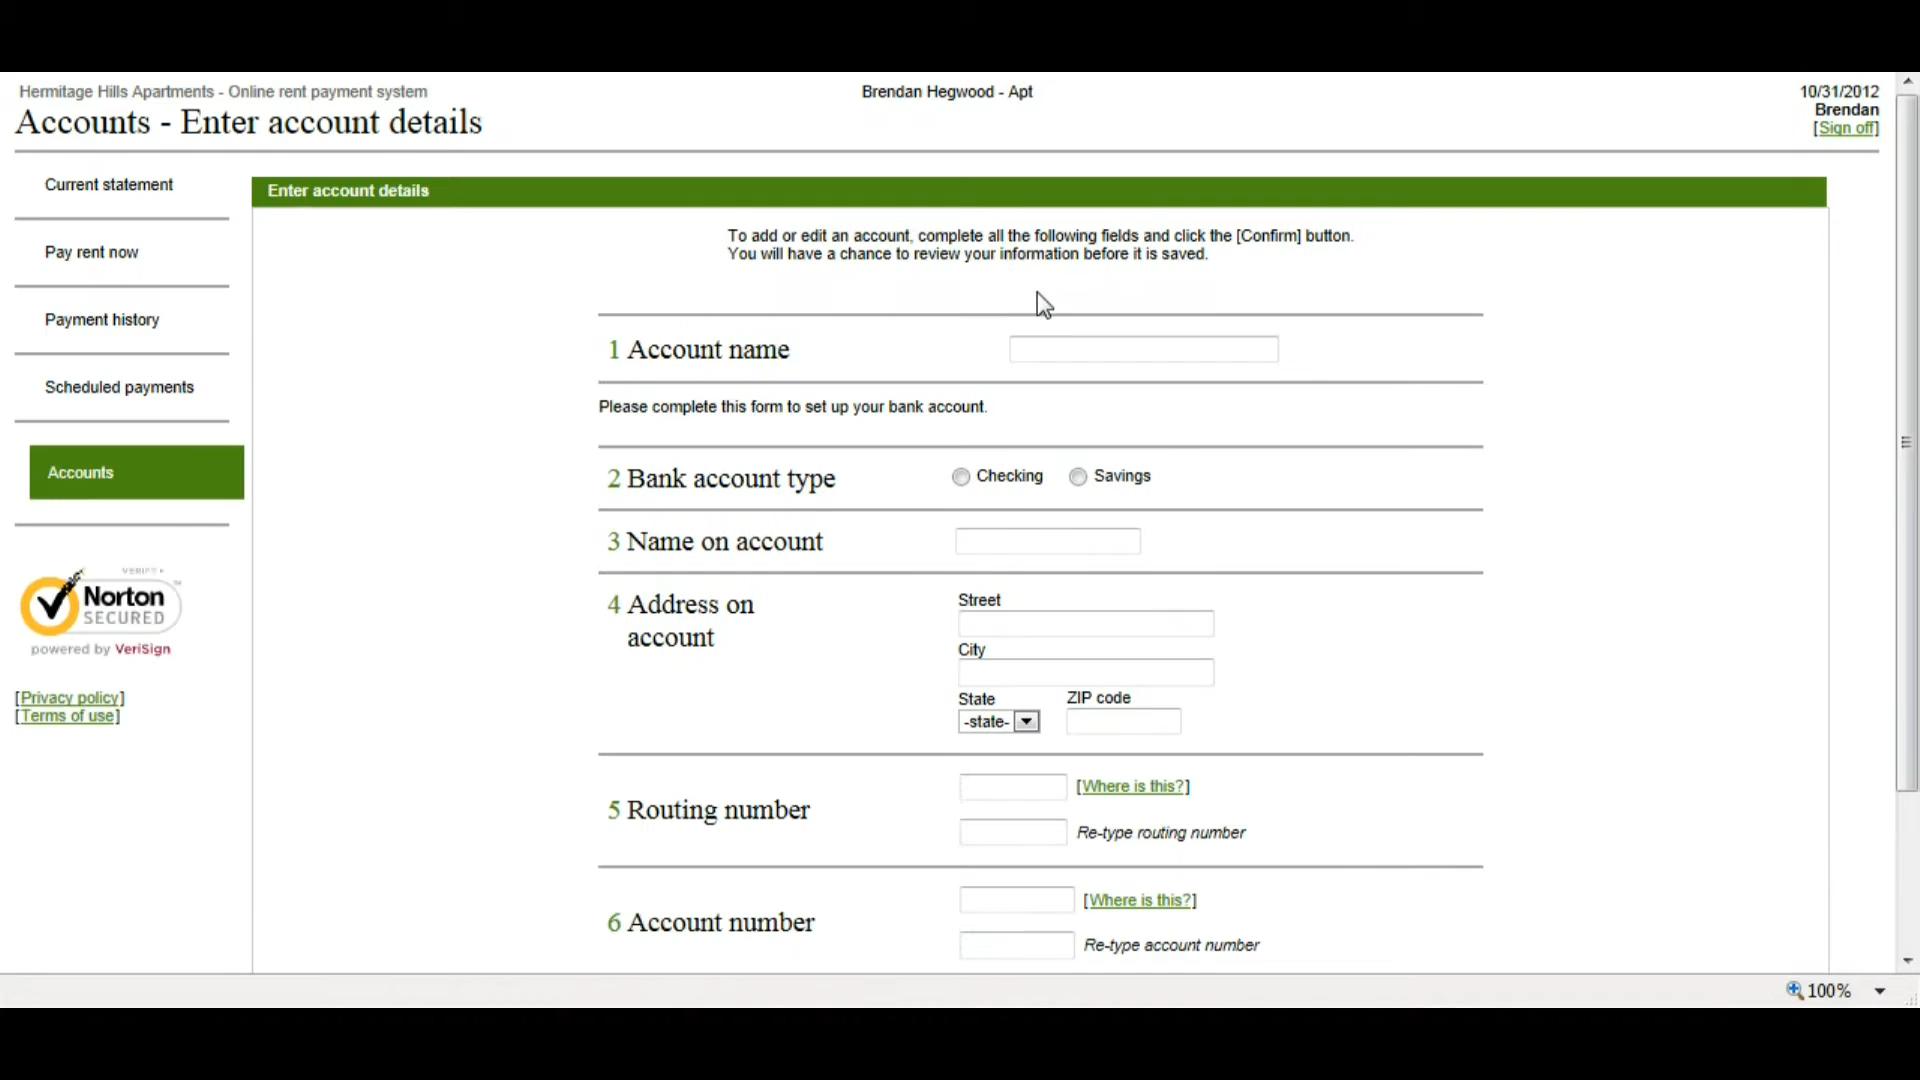 Hermitage Hills Apartments - Online rent payment system
Brendan Hegwood - Apt
10/31/2012
Accounts - Enter account details
Brendan
[Sign off]
Current statement
Pay rent now
Payment history
Scheduled payments
Accounts
VERIFY
Norton
SECURED
powered by VeriSign
[Privacy policy]
[Terms of use]
Enter account details
To add or edit an account, complete all the following fields and click the [Confirm] button.
You will have a chance to review your information before it is saved.
1 Account name
Please complete this form to set up your bank account.
2 Bank account type
Checking
Savings
3 Name on account
4 Address on
account
Street
City
State
ZIP code
-state-
5 Routing number
[Where is this?]
Re-type routing number
6 Account number
[Where is this?]
Re-type account number
100%